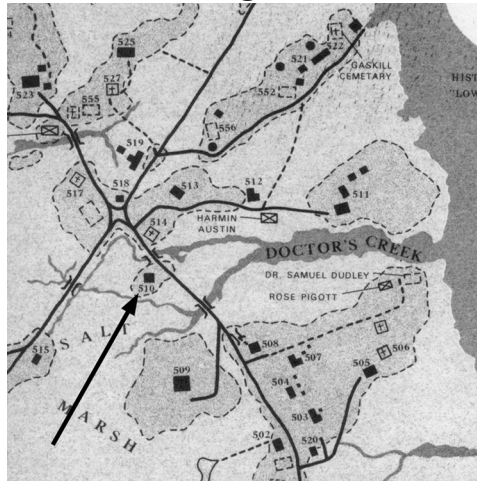 525
522
521
GASKILL
CEMETARY
523
527
552
HIST
"LOW
555
556
519
517
518
513
512
511
514
HARMIN
AUSTIN
DOCTOR'S CREEK
DR. SAMUEL DUDLEY
510
ROSE PIGOTT
SALT
508
507
506
515
509
505
504
MARSH
503
502
520